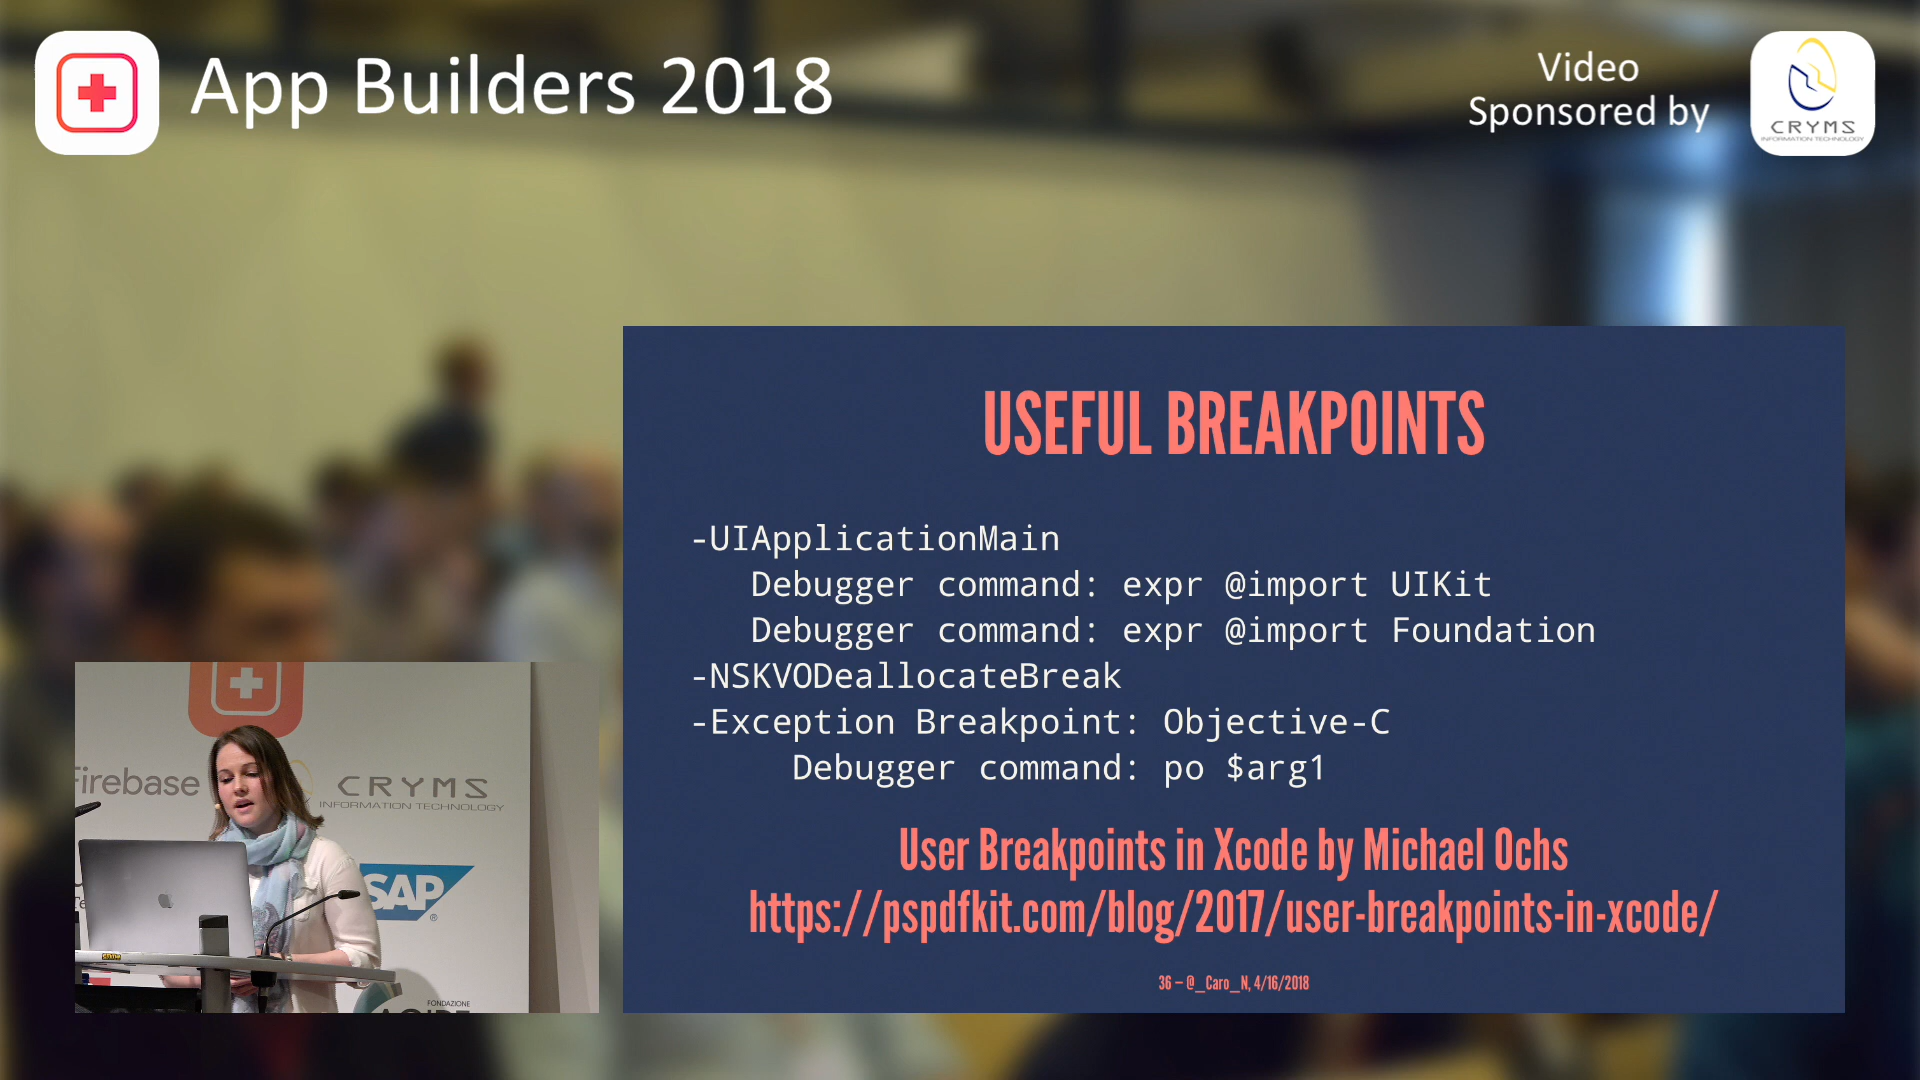 App Builders 2018
Video
Sponsored by
CRYMS
INFORMATION TECHNOLOGY
USEFUL BREAKPOINTS
-UIApplicationMain
Debugger command: expr @import UIKit
Debugger command: expr @import Foundation
-NSKVODeallocateBreak
-Exception Breakpoint: Objective-C
Debugger command: po $arg1
User Breakpoints in Xcode by Michael Ochs
https://pspdfkit.com/blog/2017/user-breakpoints-in-xcode/
36 — @_Caro_N, 4/16/2018
Firebase
CRYMS
INFORMATION TECHNOLOGY
SAP
®
FONDAZIONE